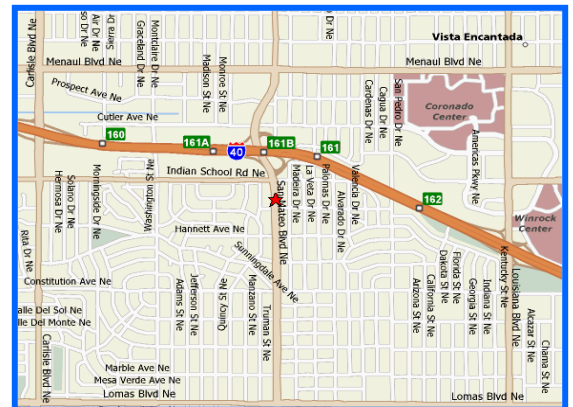 Carlisle Blvd Ne
Air Dr Ne
Sierra Dr Ne
Graceland Dr Ne
Montclaire Dr Ne
Madison St Ne
Monroe St Ne
Vista Encantada
Menaul Blvd Ne
Menaul Blvd Ne
Prospect Ave Ne
Cardenas Dr Ne
Cagua Dr Ne
San Pedro Dr Ne
Coronado
Center
Cutler Ave Ne
160
161A
40
161B
161
Americas Pkwy Ne
Indian School Rd Ne
Hermosa Dr Ne
Solano Dr Ne
Morningside Dr Ne
Washington St Ne
San Mateo Blvd Ne
Madeira Dr Ne
La Veta Dr Ne
Palomas Dr Ne
Alvarado Dr Ne
Valencia Dr Ne
162
Winrock
Center
Rita Dr Ne
Hannett Ave Ne
Sunningdale Ave Ne
Constitution Ave Ne
Adams St Ne
Jefferson St Ne
Quincy St Ne
Manzano St Ne
Truman St Ne
Arizona St Ne
California St Ne
Dakota St Ne
Florida St Ne
Georgia St Ne
Indiana St Ne
Kentucky St Ne
Louisiana Blvd Ne
Alcazar St Ne
Chama St Ne
alle Del Sol Ne
lle Del Monte Ne
Carlisle Blvd Ne
Marble Ave Ne
Mesa Verde Ave Ne
Lomas Blvd Ne
Lomas Blvd Ne